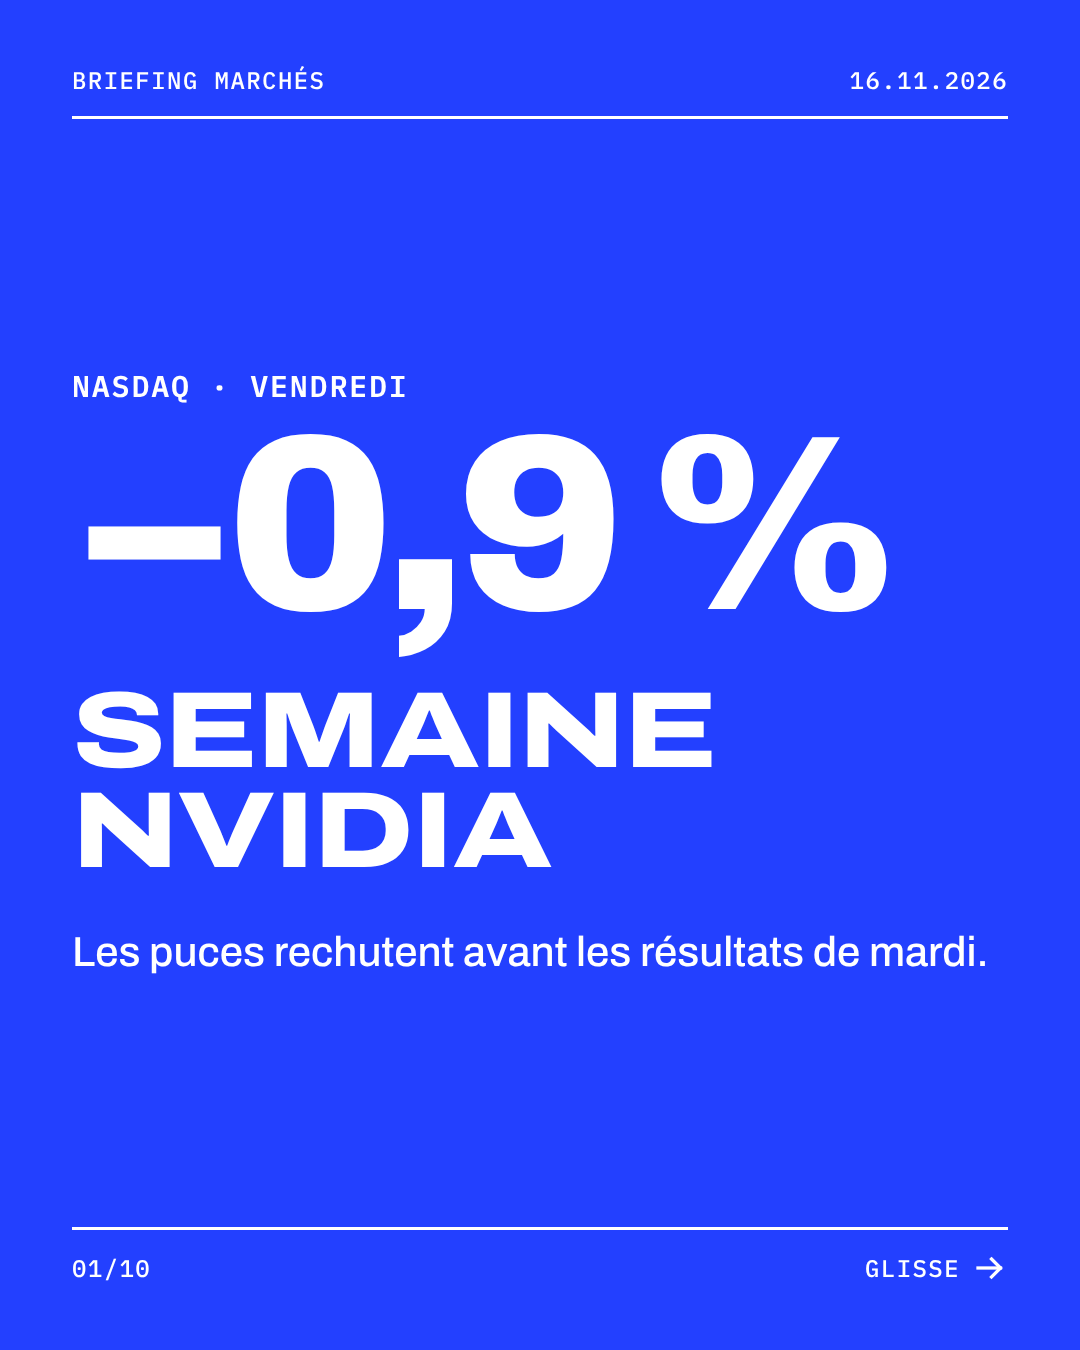 BRIEFING MARCHÉS
16.11.2026
NASDAQ · VENDREDI
−0,9 %
SEMAINE
NVIDIA
Les puces rechutent avant les résultats de mardi.
01/10
GLISSE →